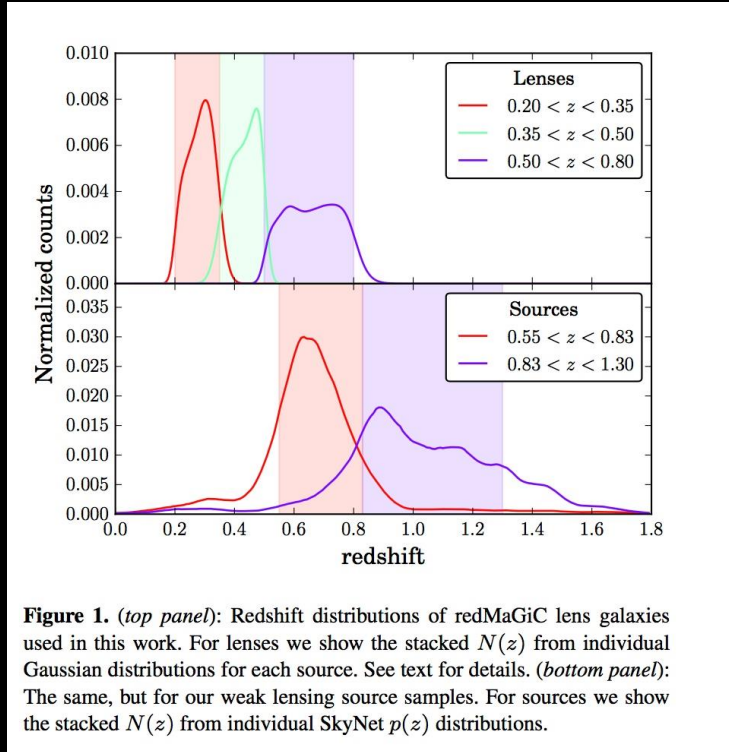 0.010
0.008
0.006
0.004
0.002
0.000
Lenses
0.20 < z < 0.35
0.35 < z < 0.50
0.50 < z < 0.80
Normalized counts
0.035
0.030
0.025
0.020
0.015
0.010
0.005
0.000
Sources
0.55 < z < 0.83
0.83 < z < 1.30
0.0 0.2 0.4 0.6 0.8 1.0 1.2 1.4 1.6 1.8
redshift
Figure 1. (top panel): Redshift distributions of redMaGiC lens galaxies
used in this work. For lenses we show the stacked N(z) from individual
Gaussian distributions for each source. See text for details. (bottom panel):
The same, but for our weak lensing source samples. For sources we show
the stacked N(z) from individual SkyNet p(z) distributions.